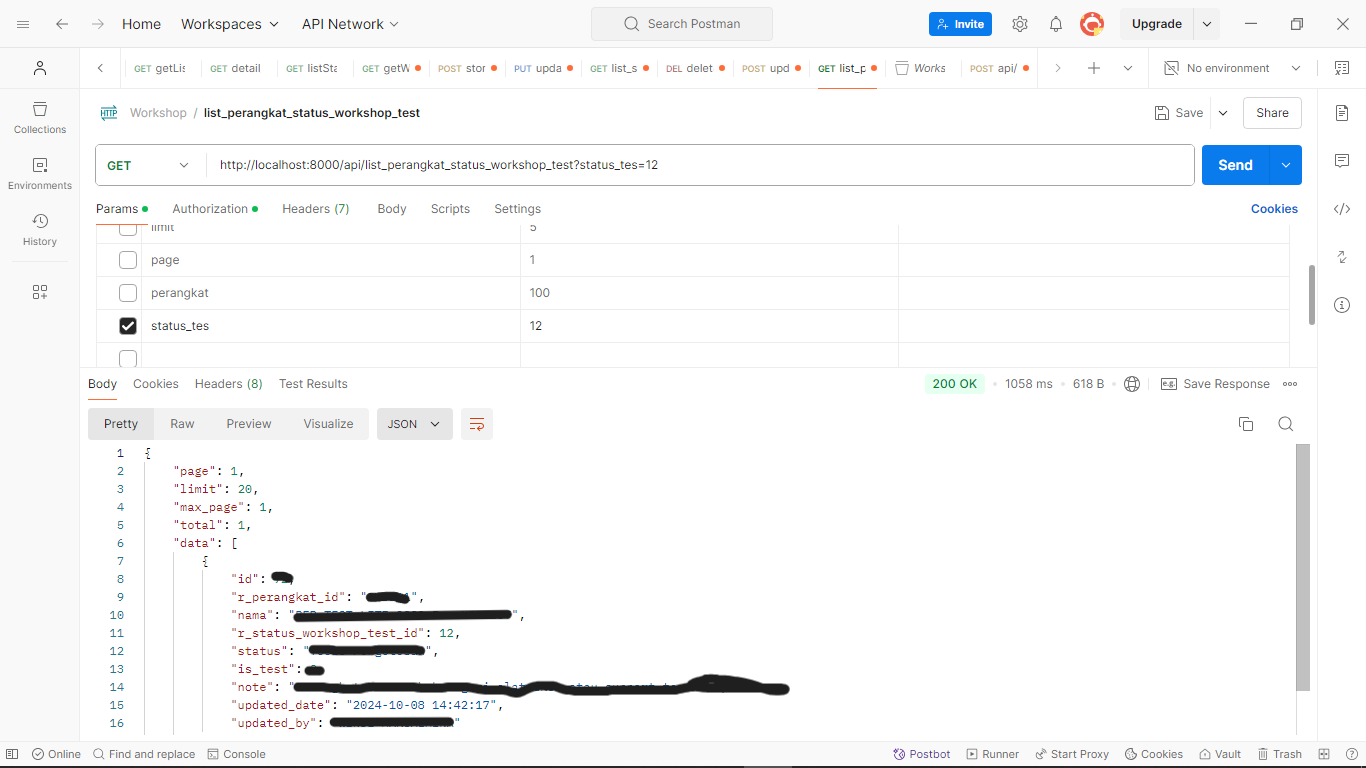 Home Workspaces API Network Search Postman Invite Upgrade
GET getLis GET detail GET listSta GET getW POST stor PUT upda GET list_s DEL delet POST upd GET list_p Works POST api/ No environment
HTTP Workshop / list_perangkat_status_workshop_test Save Share
Collections
Environments
History
GET http://localhost:8000/api/list_perangkat_status_workshop_test?status_tes=12 Send
Params Authorization Headers (7) Body Scripts Settings Cookies
limit 5
page 1
perangkat 100
status_tes 12
Body Cookies Headers (8) Test Results 200 OK 1058 ms 618 B e.g. Save Response
Pretty Raw Preview Visualize JSON
1 {
2 "page": 1,
3 "limit": 20,
4 "max_page": 1,
5 "total": 1,
6 "data": [
7 {
8 "id": ,
9 "r_perangkat_id": "",
10 "nama": "",
11 "r_status_workshop_test_id": 12,
12 "status": "",
13 "is_test":
14 "note": "
15 "updated_date": "2024-10-08 14:42:17",
16 "updated_by": "
Online Find and replace Console Postbot Runner Start Proxy Cookies Vault Trash